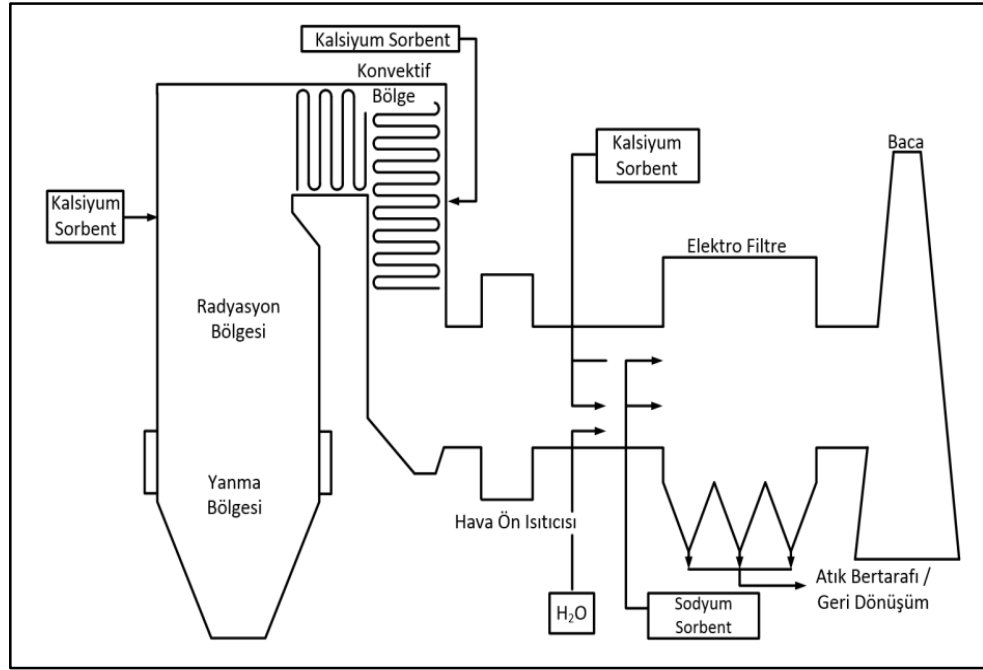 Kalsiyum Sorbent
Konvektif
Bölge
Kalsiyum
Sorbent
Baca
Kalsiyum
Sorbent
Elektro Filtre
Radyasyon
Bölgesi
Yanma
Bölgesi
Hava Ön Isıtıcısı
Atık Bertarafı /
Geri Dönüşüm
H₂O
Sodyum
Sorbent